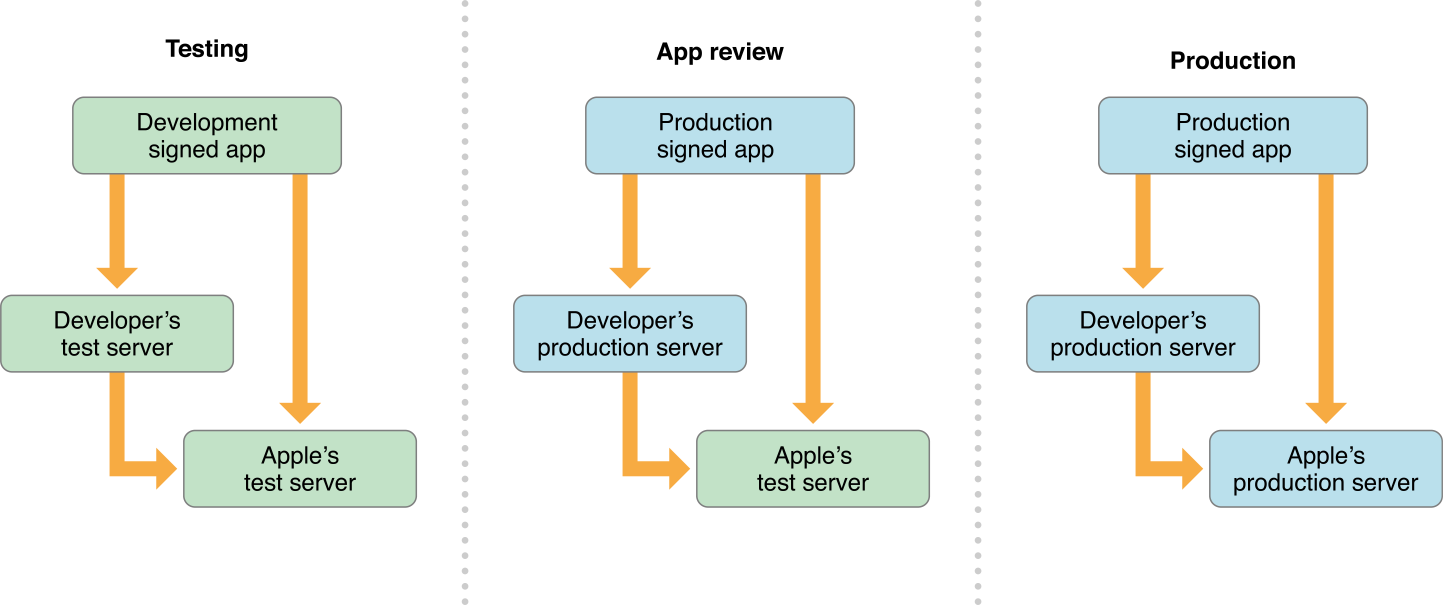 Testing
Development
signed app
Developer’s
test server
Apple’s
test server
App review
Production
signed app
Developer’s
production server
Apple’s
test server
Production
Production
signed app
Developer’s
production server
Apple’s
production server